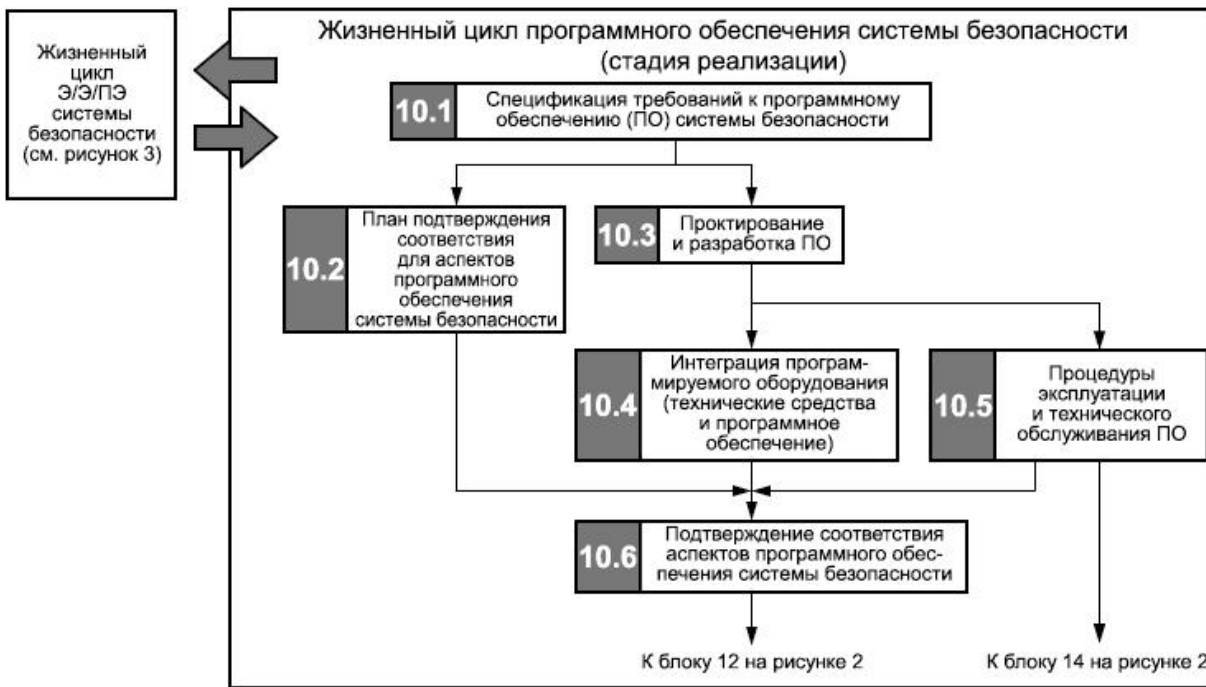 Жизненный
цикл
Э/Э/ПЭ
системы
безопасности
(см. рисунок 3)
Жизненный цикл программного обеспечения системы безопасности
(стадия реализации)
10.1
Спецификация требований к программному
обеспечению (ПО) системы безопасности
10.2
План подтверждения
соответствия
для аспектов
программного
обеспечения
системы безопасности
10.3
Проктирование
и разработка ПО
10.4
Интеграция програм-
мируемого оборудования
(технические средства
и программное
обеспечение)
10.5
Процедуры
эксплуатации
и технического
обслуживания ПО
10.6
Подтверждение соответствия
аспектов программного обес-
печения системы безопасности
К блоку 12 на рисунке 2
К блоку 14 на рисунке 2